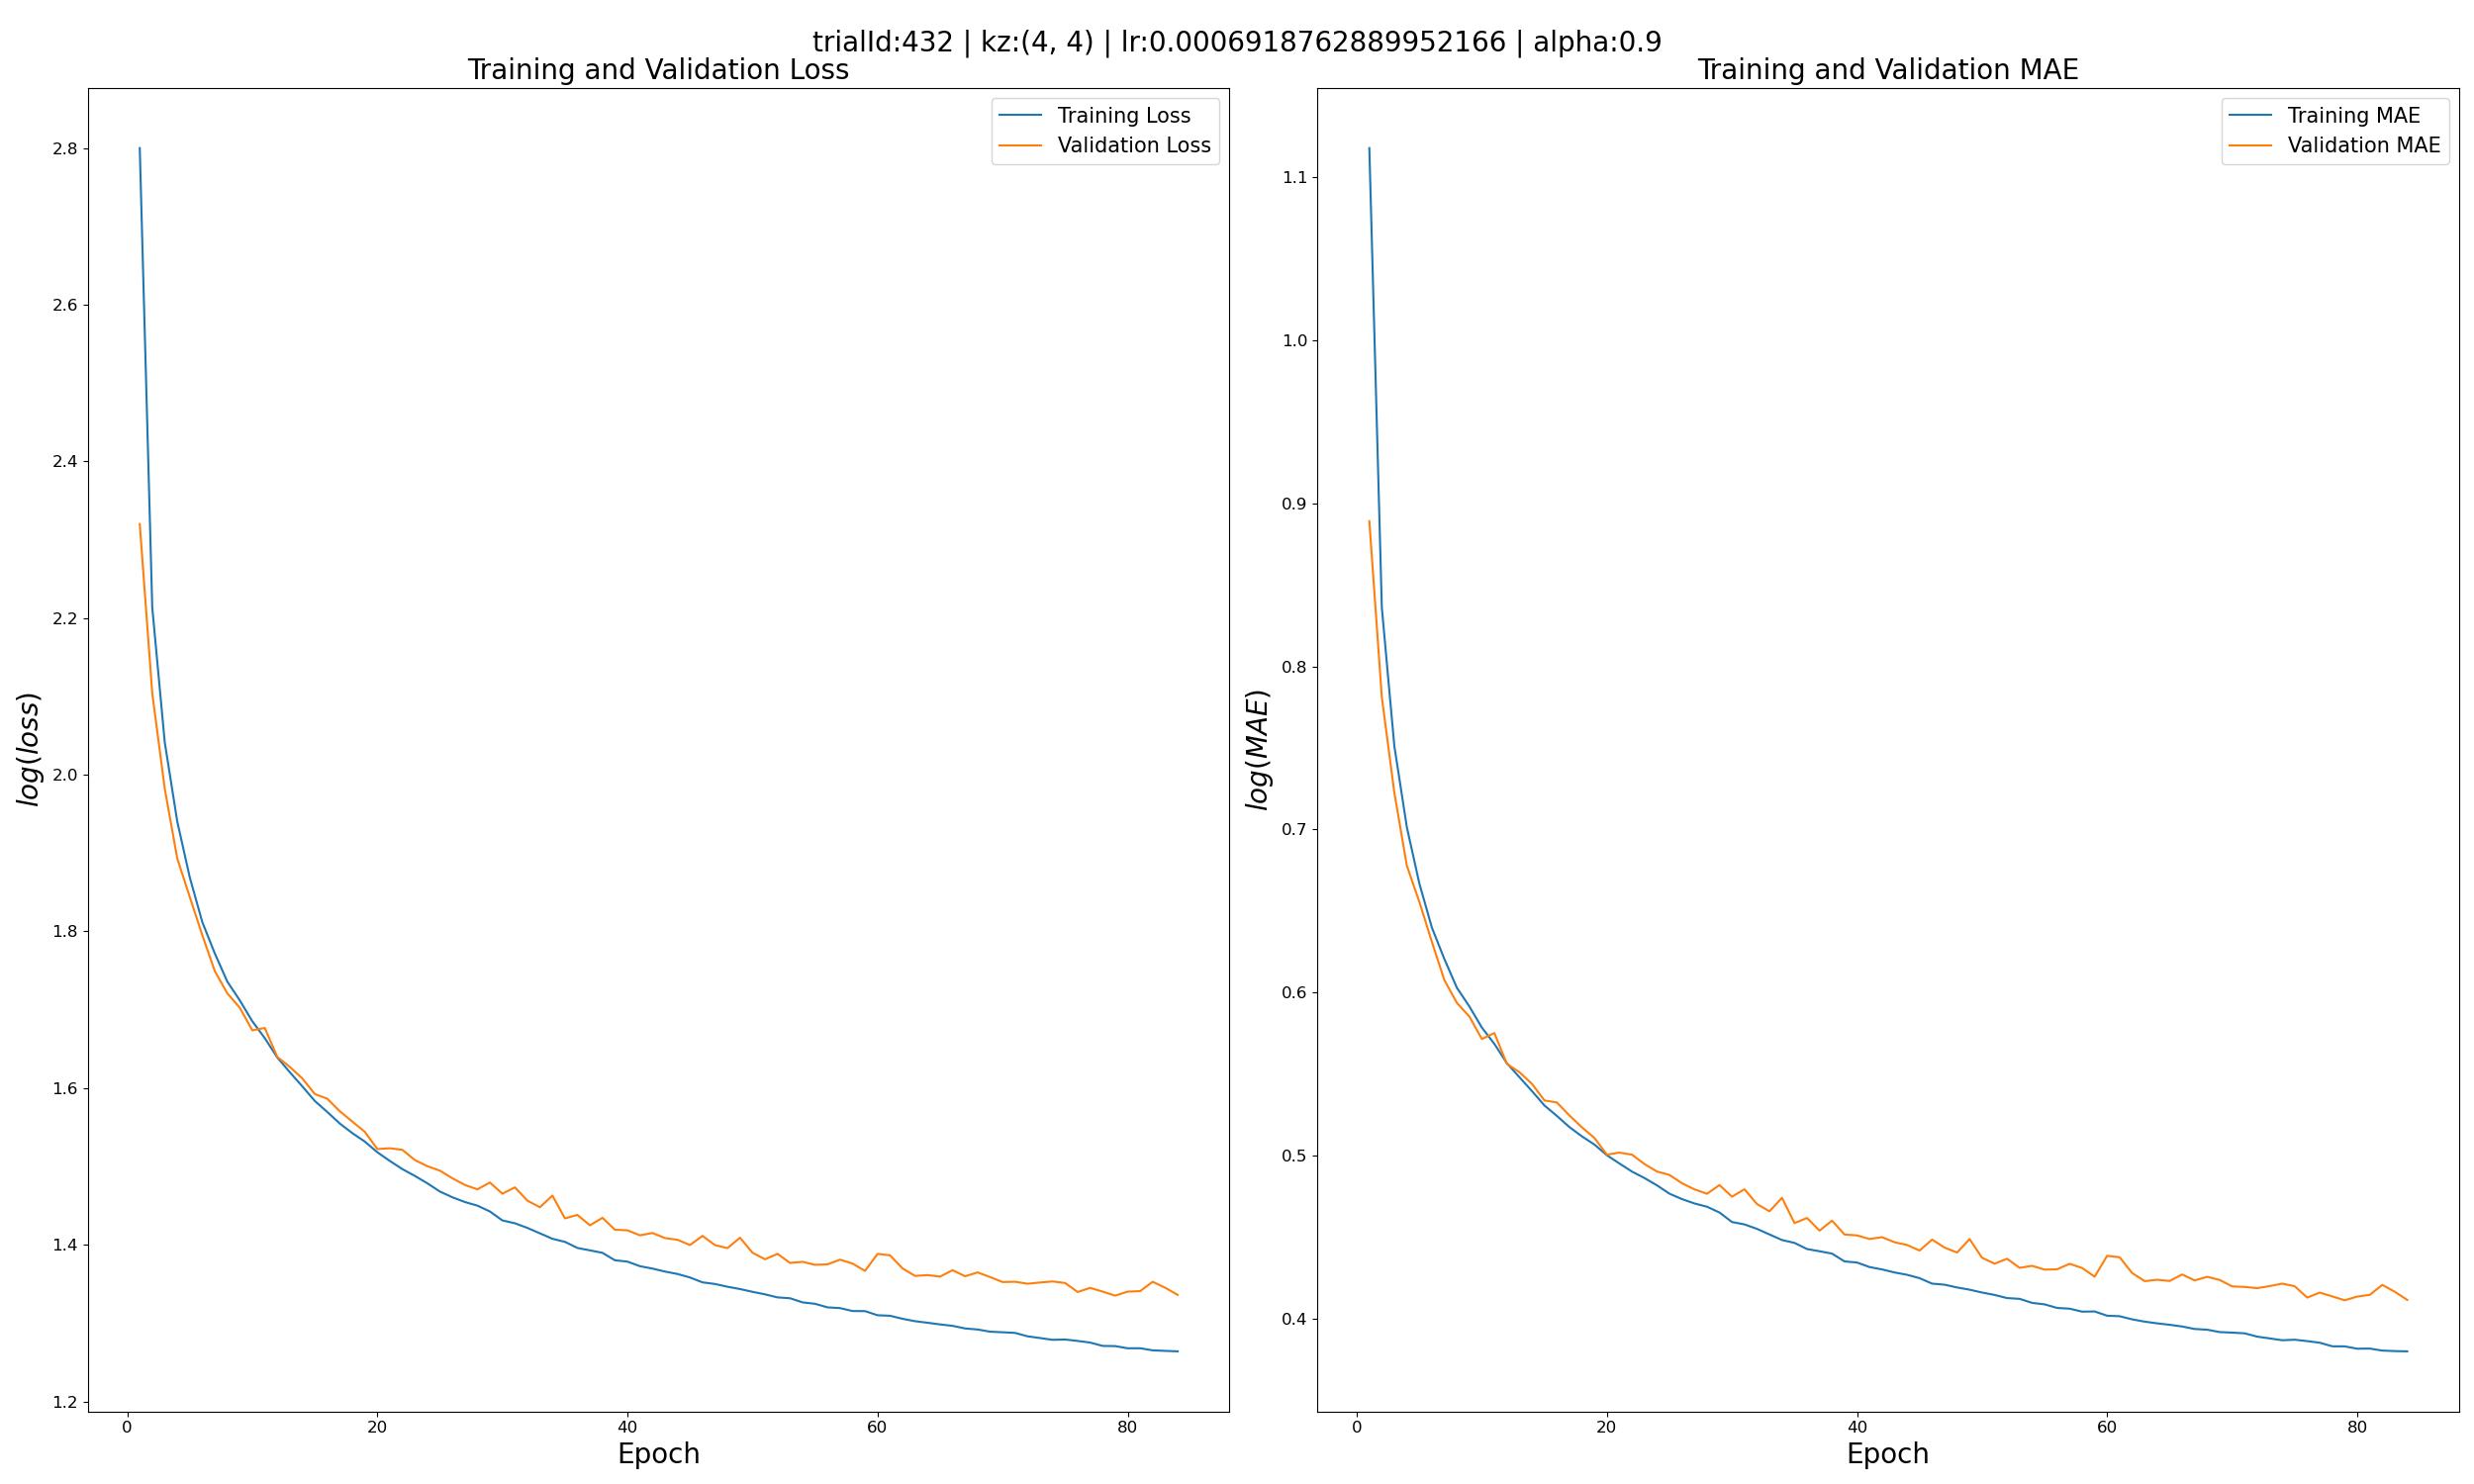 trialId:432 | kz:(4, 4) | lr:0.0006918762889952166 | alpha:0.9
Training and Validation Loss
Training Loss
Validation Loss
2.8
2.6
2.4
2.2
2.0
1.8
1.6
1.4
1.2
log(loss)
0 20 40 60 80
Epoch
Training and Validation MAE
Training MAE
Validation MAE
1.1
1.0
0.9
0.8
0.7
0.6
0.5
0.4
log(MAE)
0 20 40 60 80
Epoch